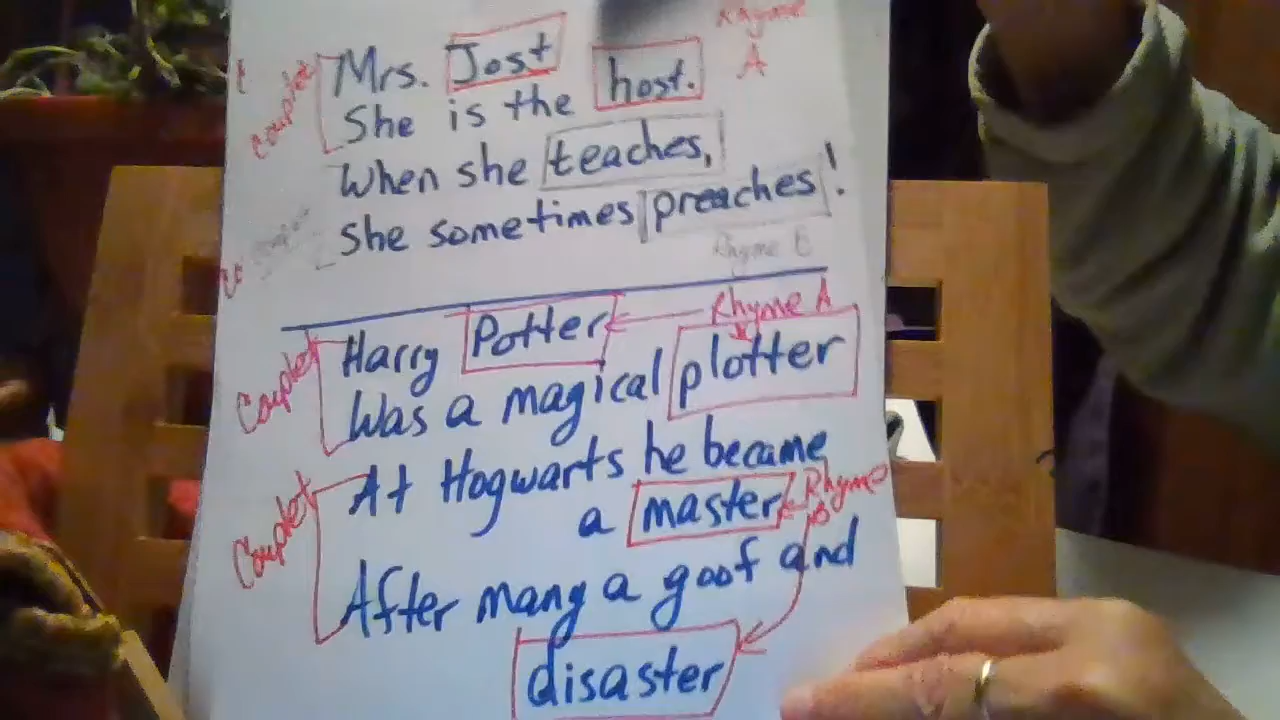 Rhyme
A
Couplet
Mrs. Jost
She is the host.
When she teaches,
she sometimes preaches!
Rhyme B
Rhyme A
Couplet
Harry Potter
Was a magical plotter
Couplet
At Hogwarts he became
a master
Rhyme
B
After many a goof and
disaster